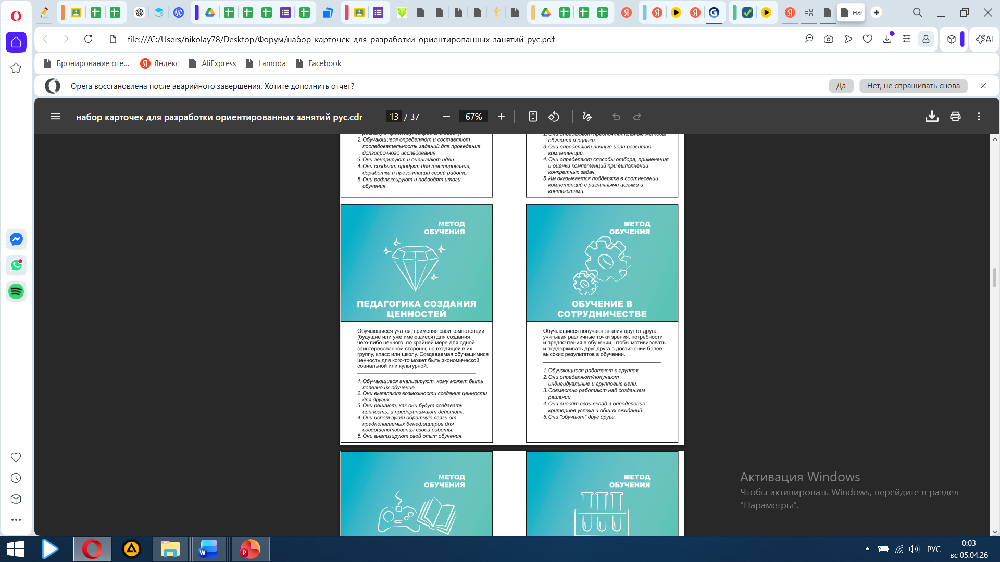 на
file:///C:/Users/nikolay78/Desktop/Форум/набор_карточек_для_разработки_ориентированных_занятий_рус.pdf
AI
Бронирование оте...
Яндекс
AliExpress
Lamoda
Facebook
Opera восстановлена после аварийного завершения. Хотите дополнить отчет?
Да
Нет, не спрашивать снова
набор карточек для разработки ориентированных занятий рус.cdr
13 / 37
67%
2. Обучающиеся определяют и составляют
последовательность заданий для проведения
долгосрочного исследования.
3. Они генерируют и оценивают идеи.
4. Они создают продукт для тестирования,
доработки и презентации своей работы.
5. Они рефлексируют и подводят итоги
обучения.
2. Они определяют предпочтительные методы
обучения и оценки.
3. Они определяют личные цели развития
компетенций.
4. Они определяют способы отбора, применения
и оценки компетенций при выполнении
конкретных задач.
5. Им оказывается поддержка в соотнесении
компетенций с различными целями и
контекстами.
МЕТОД
ОБУЧЕНИЯ
ПЕДАГОГИКА СОЗДАНИЯ
ЦЕННОСТЕЙ
Обучающиеся учатся, применяя свои компетенции
(будущие или уже имеющиеся) для создания
чего-либо ценного, по крайней мере для одной
заинтересованной стороны, не входящей в их
группу, класс или школу. Создаваемая обучащимися
ценность для кого-то может быть экономической,
социальной или культурной.
1. Обучающиеся анализируют, кому может быть
полезно их обучение.
2. Они выявляют возможности создания ценности
для других.
3. Они решают, как они будут создавать
ценность, и предпринимают действия.
4. Они используют обратную связь от
предполагаемых бенефициаров для
совершенствования своей работы.
5. Они анализируют свой опыт обучения.
МЕТОД
ОБУЧЕНИЯ
ОБУЧЕНИЕ В
СОТРУДНИЧЕСТВЕ
Обучающиеся получают знания друг от друга,
учитывая различные точки зрения, потребности
и предпочтения в обучении, чтобы мотивировать
и поддерживать друг друга в достижении более
высоких результатов в обучении.
1. Обучающиеся работают в группах.
2. Они определяют/получают
индивидуальные и групповые цели.
3. Совместно работают над созданием
решений.
4. Они вносят свой вклад в определение
критериев успеха и общих ожиданий.
5. Они "обучают" друг друга.
МЕТОД
ОБУЧЕНИЯ
МЕТОД
ОБУЧЕНИЯ
Активация Windows
Чтобы активировать Windows, перейдите в раздел
"Параметры".
РУС
0:03
вс 05.04.26